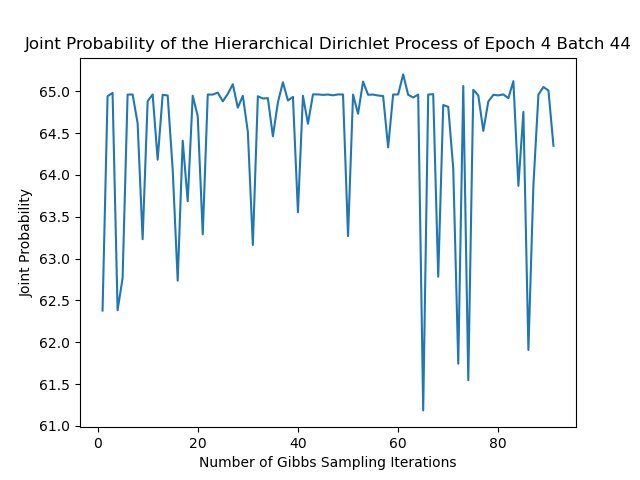 Joint Probability of the Hierarchical Dirichlet Process of Epoch 4 Batch 44
65.0
64.5
64.0
63.5
63.0
62.5
62.0
61.5
61.0
Joint Probability
0 20 40 60 80
Number of Gibbs Sampling Iterations